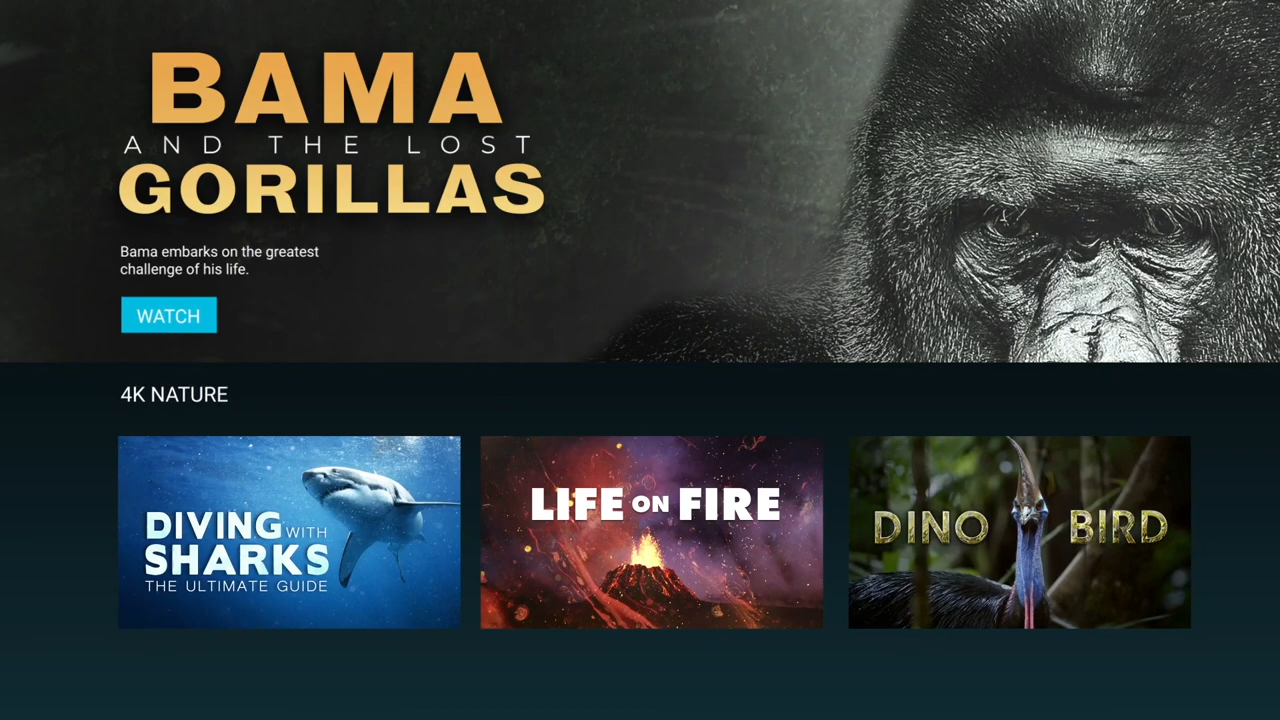 BAMA
AND THE LOST
GORILLAS
Bama embarks on the greatest
challenge of his life.
WATCH
4K NATURE
DIVING WITH
SHARKS
THE ULTIMATE GUIDE
LIFE ON FIRE
DINO BIRD